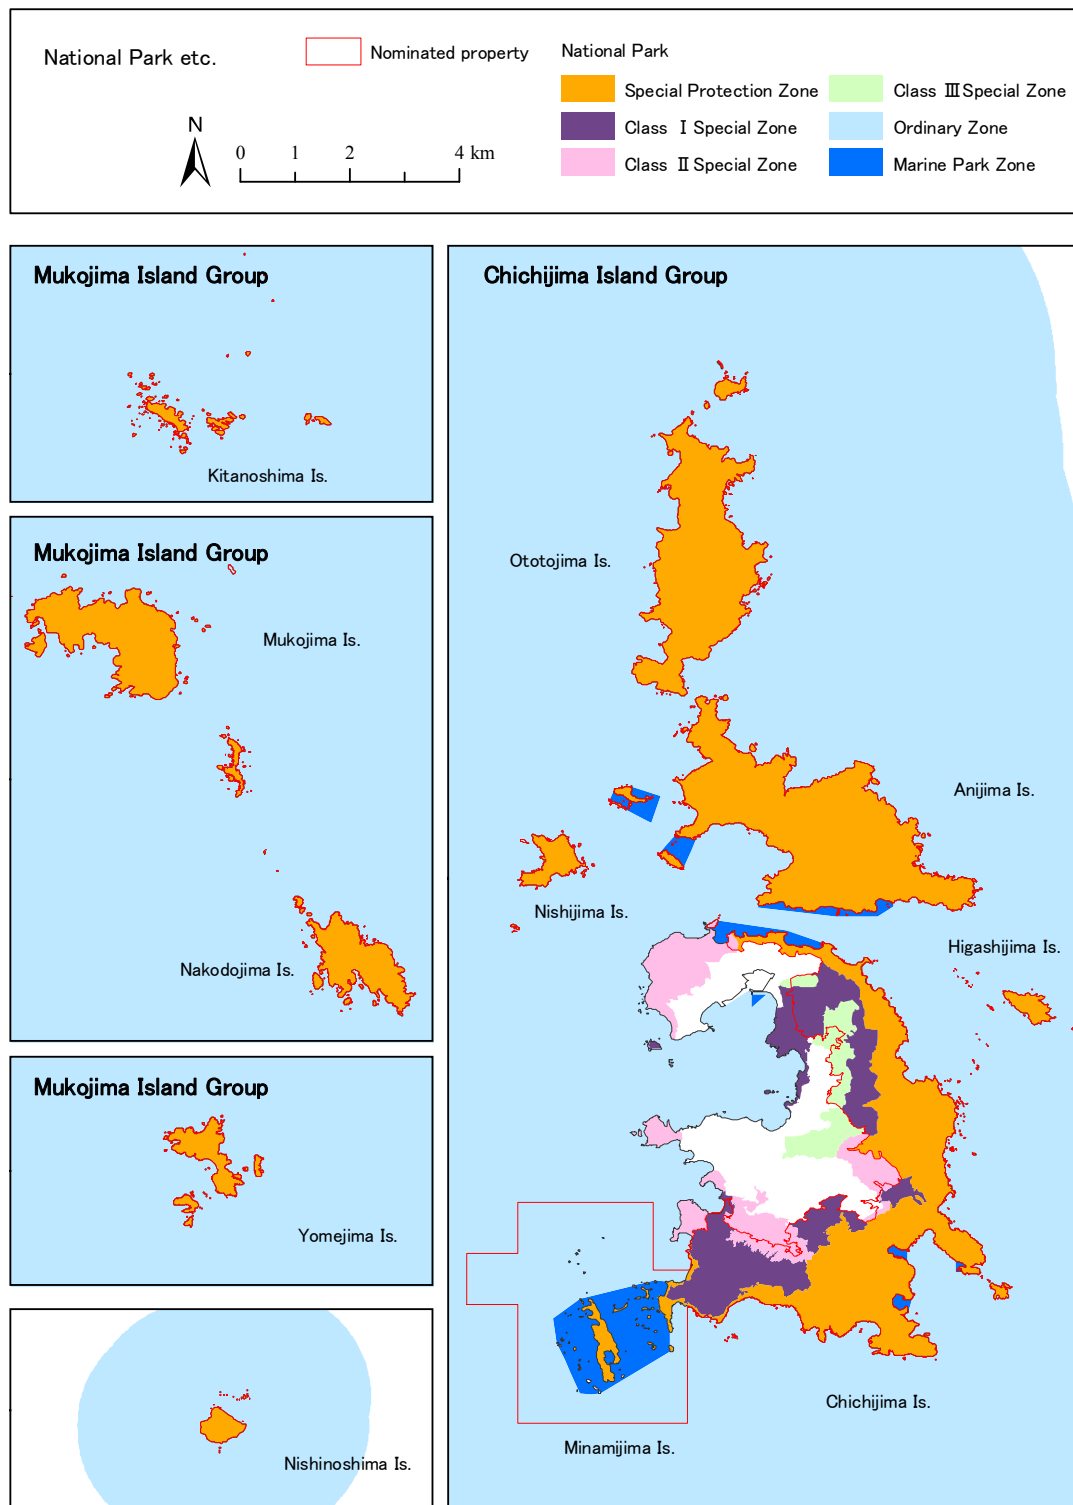 National Park etc.
Nominated property
National Park
Special Protection Zone
Class Ⅰ Special Zone
Class Ⅱ Special Zone
Class Ⅲ Special Zone
Ordinary Zone
Marine Park Zone
N
0 1 2 4 km
Mukojima Island Group
Kitanoshima Is.
Mukojima Island Group
Mukojima Is.
Nakodojima Is.
Mukojima Island Group
Yomejima Is.
Nishinoshima Is.
Chichijima Island Group
Ototojima Is.
Anijima Is.
Nishijima Is.
Higashijima Is.
Chichijima Is.
Minamijima Is.